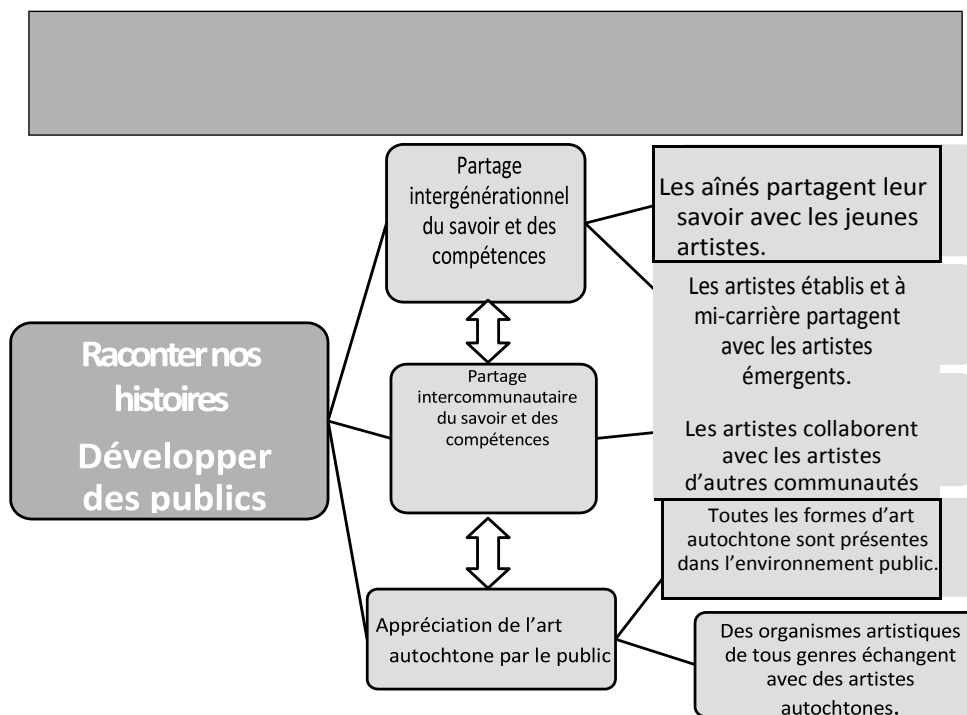 Partage
intergénérationnel
du savoir et des
compétences
Les aînés partagent leur
savoir avec les jeunes
artistes.
Les artistes établis et à
mi-carrière partagent
avec les artistes
émergents.
Raconter nos
histoires
Développer
des publics
Partage
intercommunautaire
du savoir et des
compétences
Les artistes collaborent
avec les artistes
d’autres communautés
Toutes les formes d’art
autochtone sont présentes
dans l’environnement public.
Appréciation de l’art
autochtone par le public
Des organismes artistiques
de tous genres échangent
avec des artistes
autochtones.